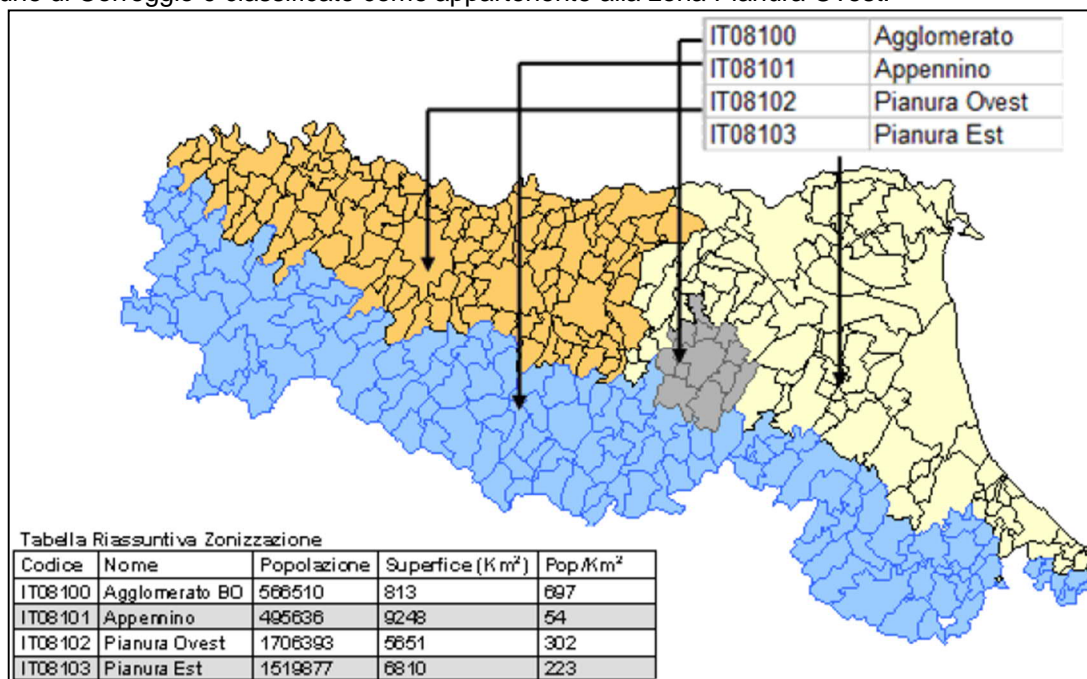 IT08100 Agglomerato
IT08101 Appennino
IT08102 Pianura Ovest
IT08103 Pianura Est
Tabella Riassuntiva Zonizzazione
Codice Nome Popolazione Superfice (Km²) Pop/Km²
IT08100 Agglomerato BO 566510 813 697
IT08101 Appennino 495636 9248 54
IT08102 Pianura Ovest 1706393 5651 302
IT08103 Pianura Est 1519877 6810 223